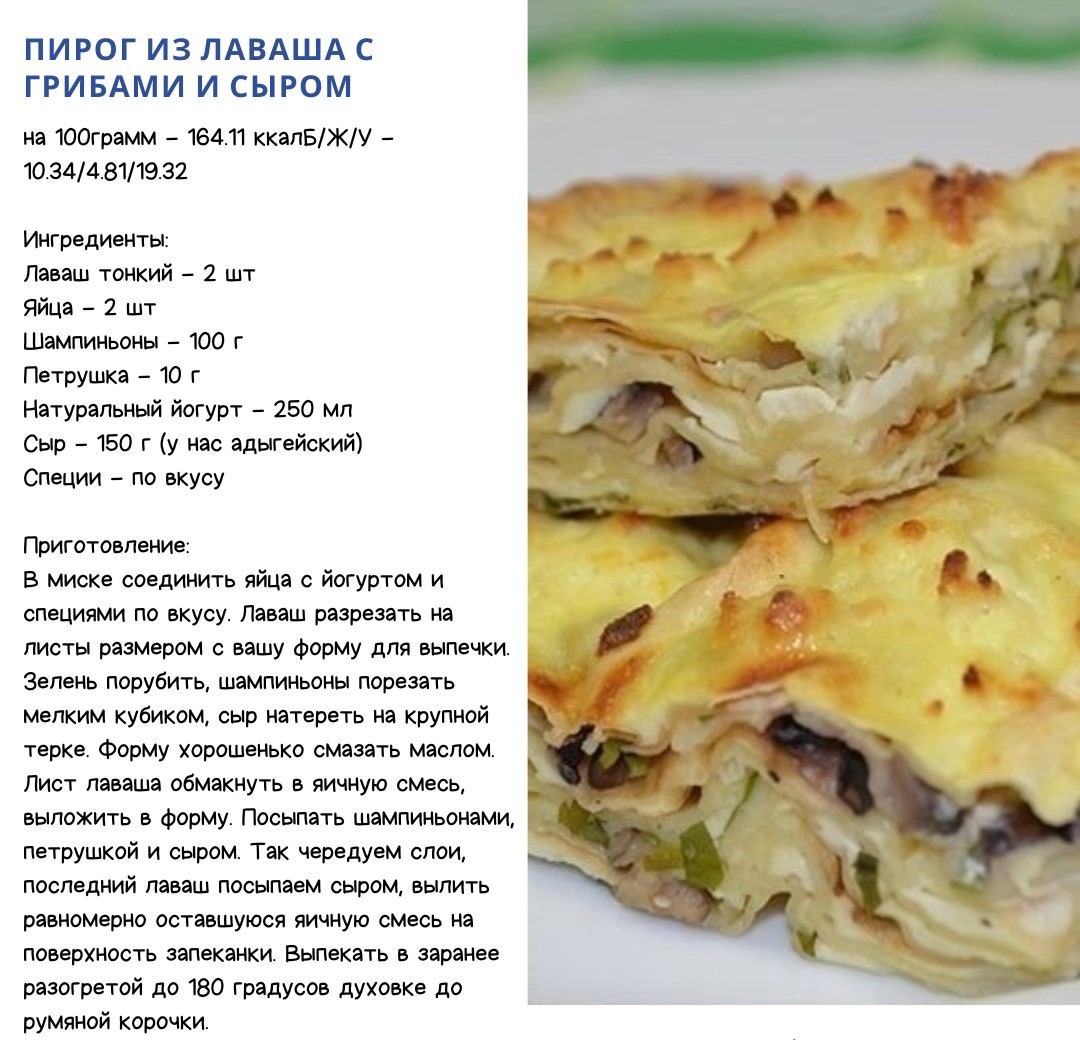 ПИРОГ ИЗ ЛАВАША С
ГРИБАМИ И СЫРОМ
на 100грамм – 164.11 ккалБ/Ж/У –
10.34/4.81/19.32
Ингредиенты:
Лаваш тонкий – 2 шт
Яйца – 2 шт
Шампиньоны – 100 г
Петрушка – 10 г
Натуральный йогурт – 250 мл
Сыр – 150 г (у нас адыгейский)
Специи – по вкусу
Приготовление:
В миске соединить яйца с йогуртом и
специями по вкусу. Лаваш разрезать на
листы размером с вашу форму для выпечки.
Зелень порубить, шампиньоны порезать
мелким кубиком, сыр натереть на крупной
терке. Форму хорошенько смазать маслом.
Лист лаваша обмакнуть в яичную смесь,
выложить в форму. Посыпать шампиньонами,
петрушкой и сыром. Так чередуем слои,
последний лаваш посыпаем сыром, вылить
равномерно оставшуюся яичную смесь на
поверхность запеканки. Выпекать в заранее
разогретой до 180 градусов духовке до
румяной корочки.